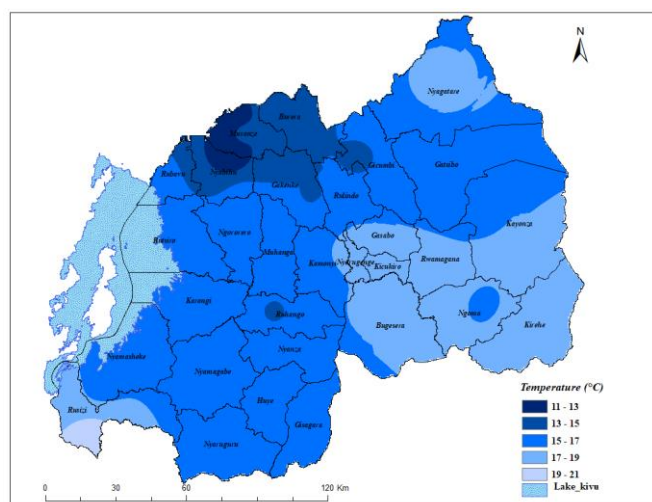 N
Nyagatare
Burera
Musanze
Nyabihu
Rubavu
Gakenke
Gicumbi
Gatsibo
Rulindo
Kayonza
Rutsiro
Ngororero
Gasabo
Muhanga
Kamonyi
Nyarugenge
Kicukiro
Rwamagana
Karongi
Ruhango
Bugesera
Ngoma
Kirehe
Nyamasheke
Nyanza
Nyamagabe
Huye
Gisagara
Rusizi
Nyaruguru
Temperature (°C)
11 - 13
13 - 15
15 - 17
17 - 19
19 - 21
Lake_kivu
0 30 60 120 Km